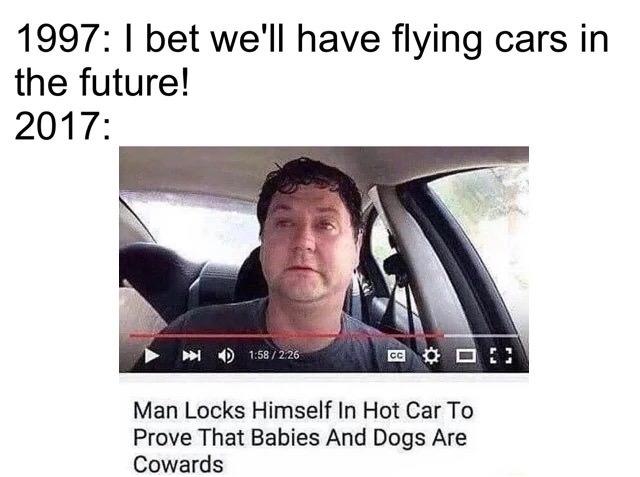 1997: I bet we'll have flying cars in
the future!
2017:
1:58 / 2:26
CC
Man Locks Himself In Hot Car To
Prove That Babies And Dogs Are
Cowards